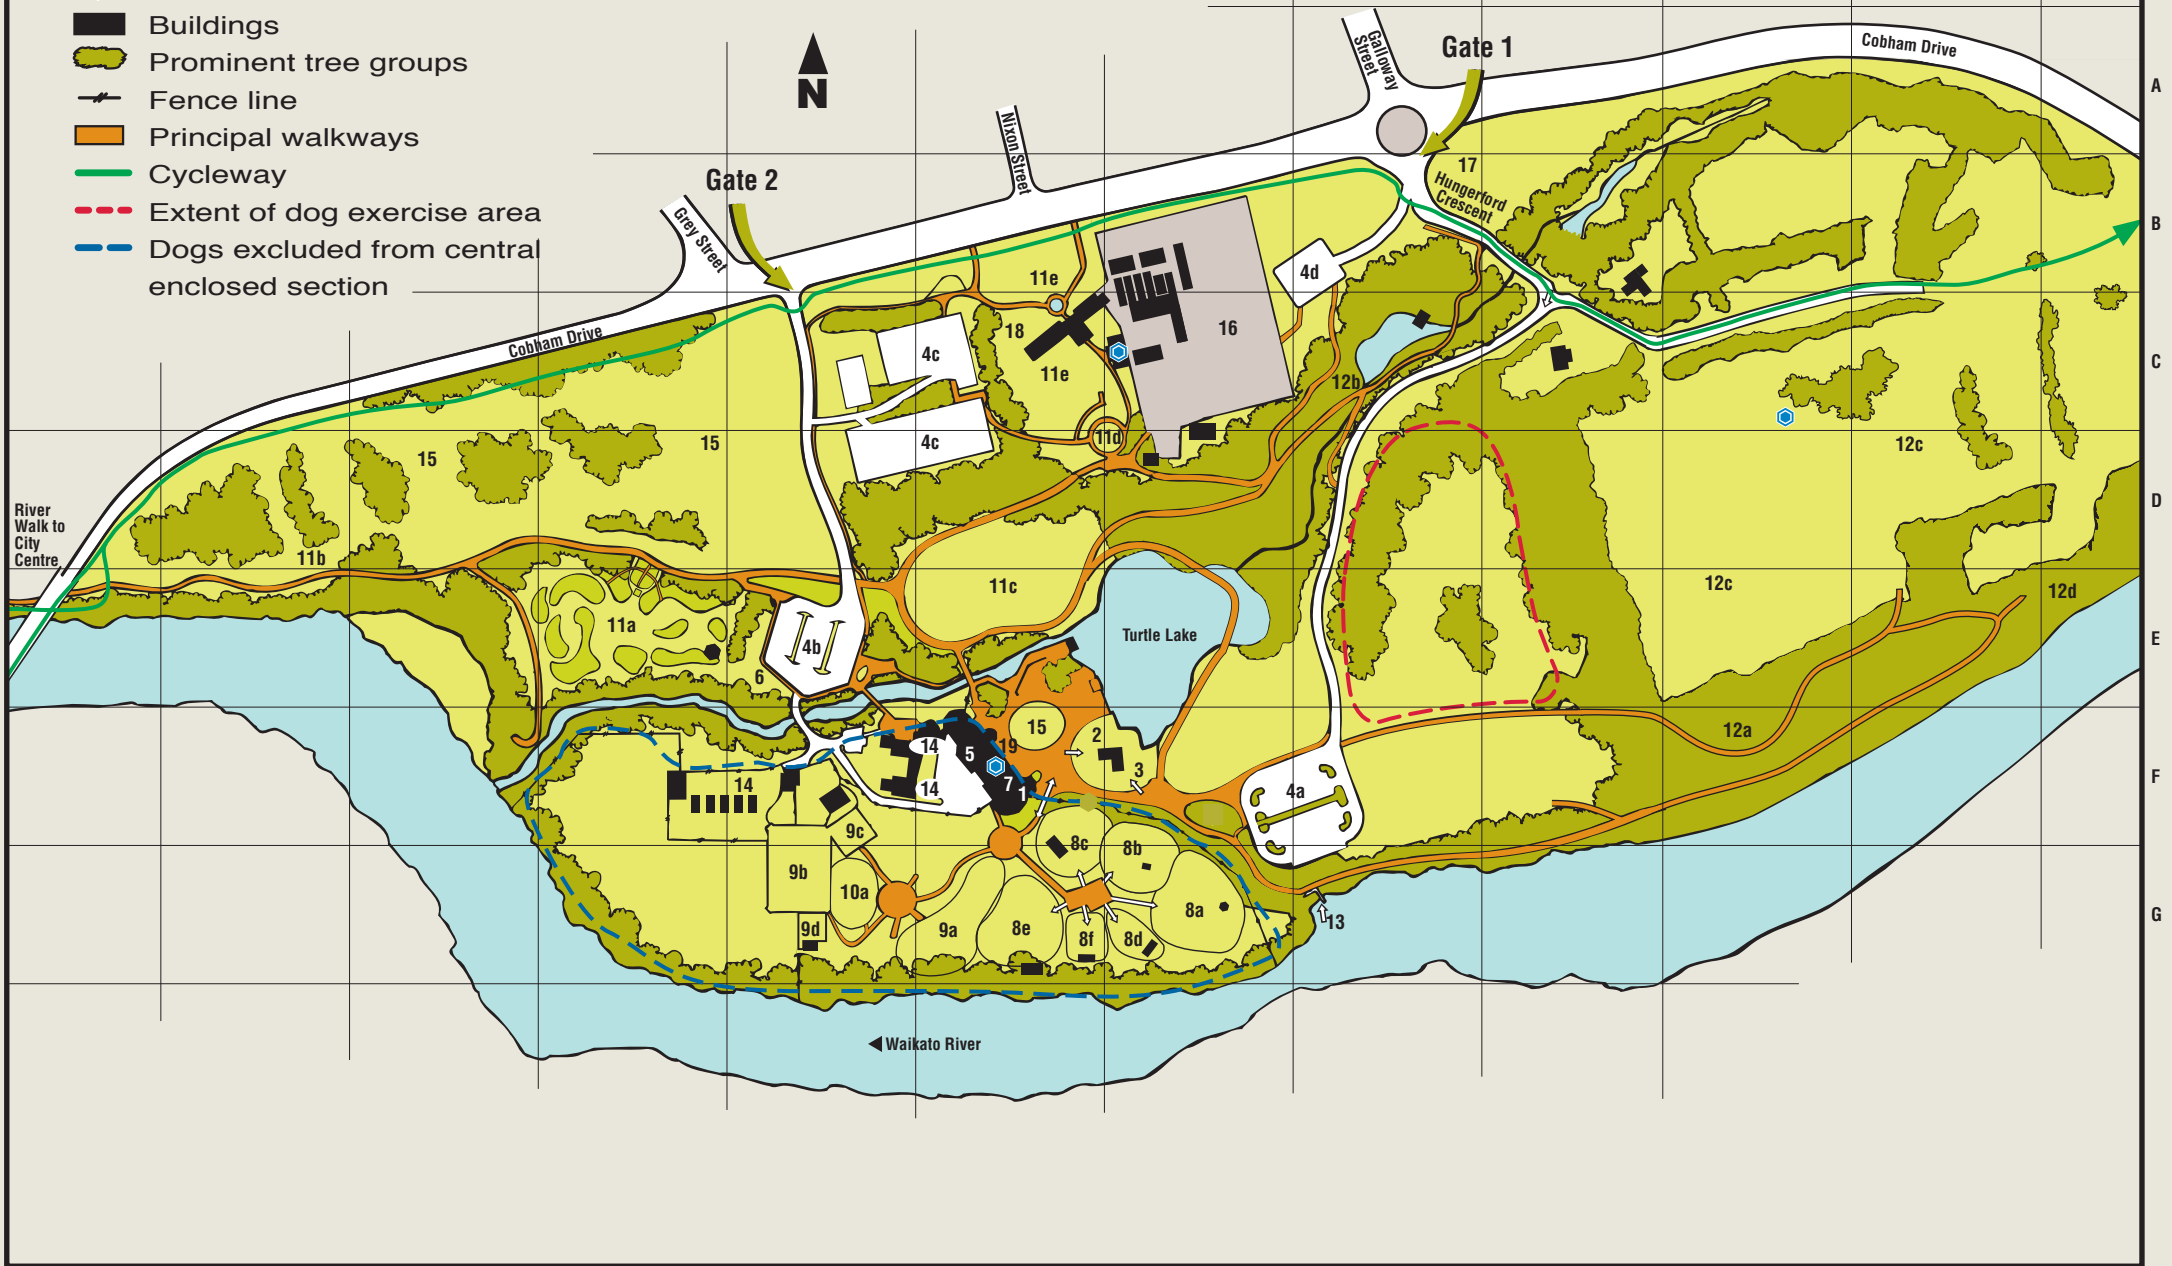 Buildings
Prominent tree groups
Fence line
Principal walkways
Cycleway
Extent of dog exercise area
Dogs excluded from central
enclosed section
N
Gate 1
Gate 2
Galloway
Street
Cobham Drive
Nixon Street
Grey Street
Cobham Drive
Hungerford
Crescent
A
B
C
D
E
F
G
17
4d
11e
16
18
4c
11e
12b
4c
11d
15
15
12c
River
Walk to
City
Centre
11b
11c
12c
12d
11a
4b
Turtle Lake
6
15
2
12a
14
5
19
3
14
14
7
1
4a
9c
8c
8b
9b
10a
8a
9d
9a
8e
8f
8d
13
Waikato River